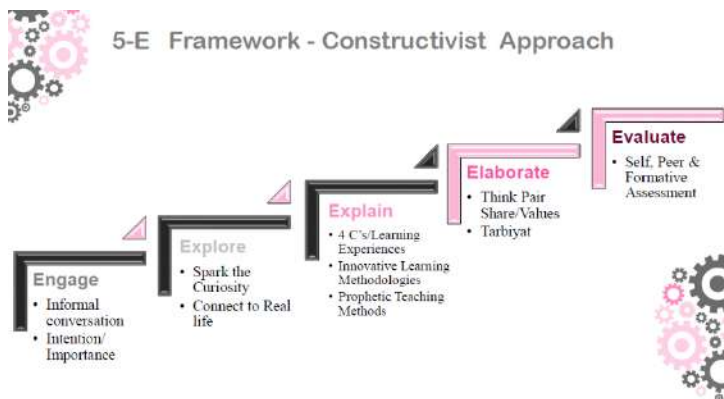 5-E Framework - Constructivist Approach
Engage
• Informal
conversation
• Intention/
Importance
Explore
• Spark the
Curiosity
• Connect to Real
life
Explain
• 4 C's/Learning
Experiences
• Innovative Learning
Methodologies
• Prophetic Teaching
Methods
Elaborate
• Think Pair
Share/Values
• Tarbiyat
Evaluate
• Self, Peer &
Formative
Assessment